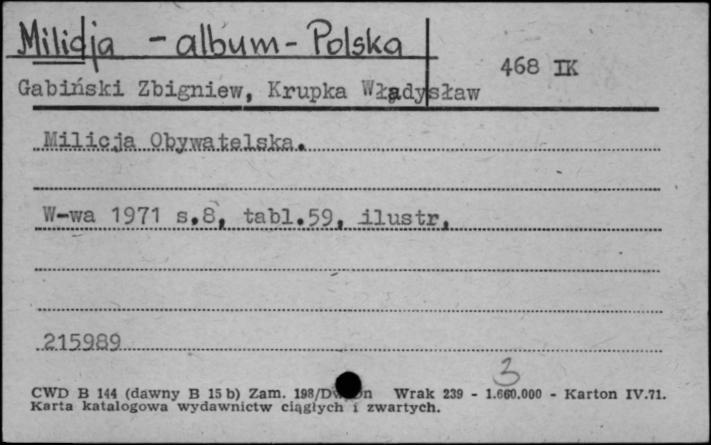 Milicja - album - Polska
468 IK
Gabiński Zbigniew, Krupka Władysław
Milicja Obywatelska.
W-wa 1971 s.8, tabl.59, ilustr.
215989
3
CWD B 144 (dawny B 15 b) Zam. 198/ Wrak 239 - 1.660.000 - Karton IV.71.
Karta katalogowa wydawnictw ciągłych i zwartych.